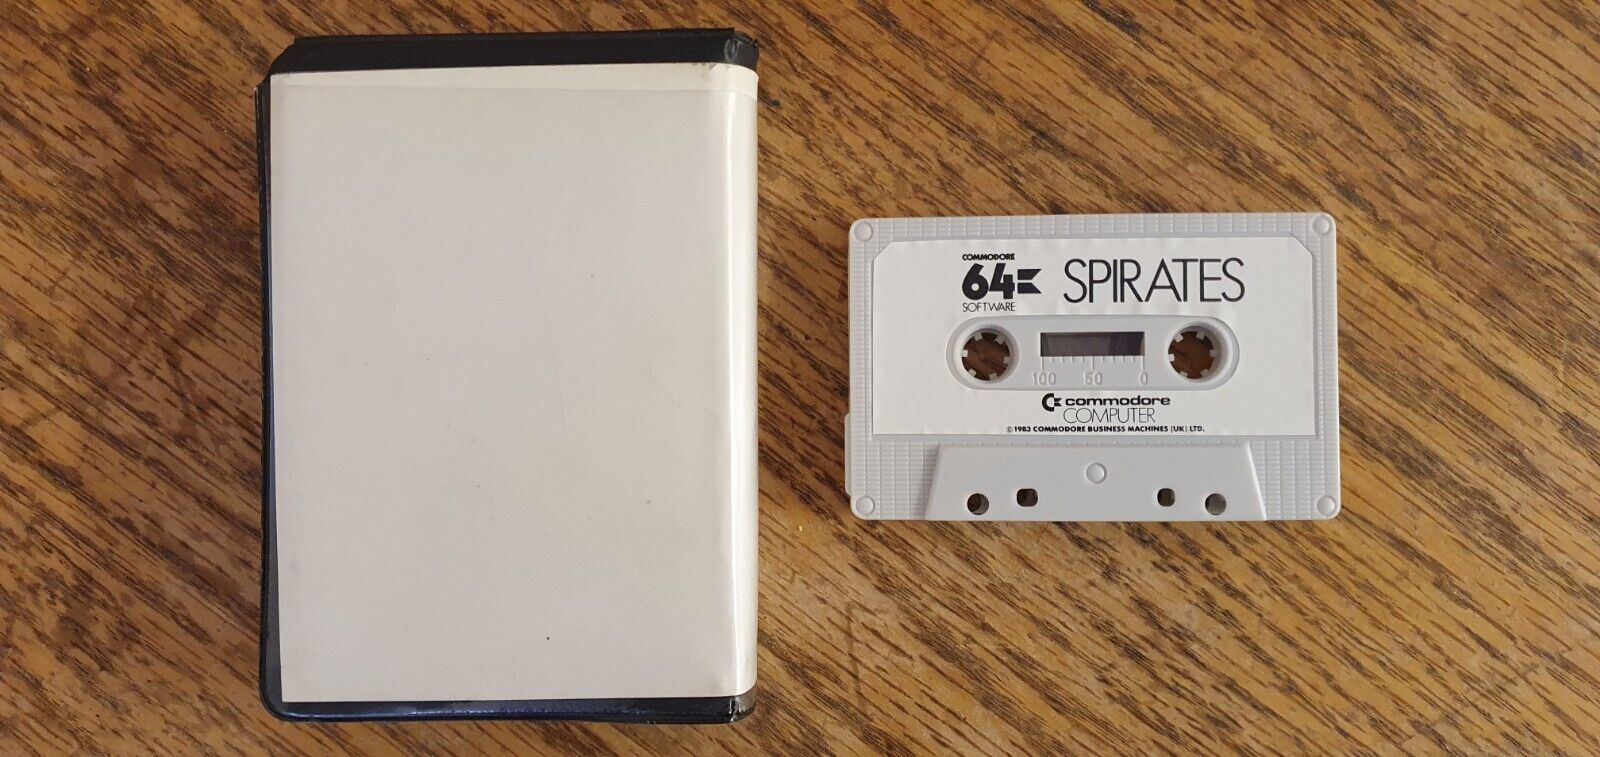 COMMODORE
64 SPIRATES
SOFTWARE
100 50 0
commodore
COMPUTER
©1983 COMMODORE BUSINESS MACHINES (UK) LTD.